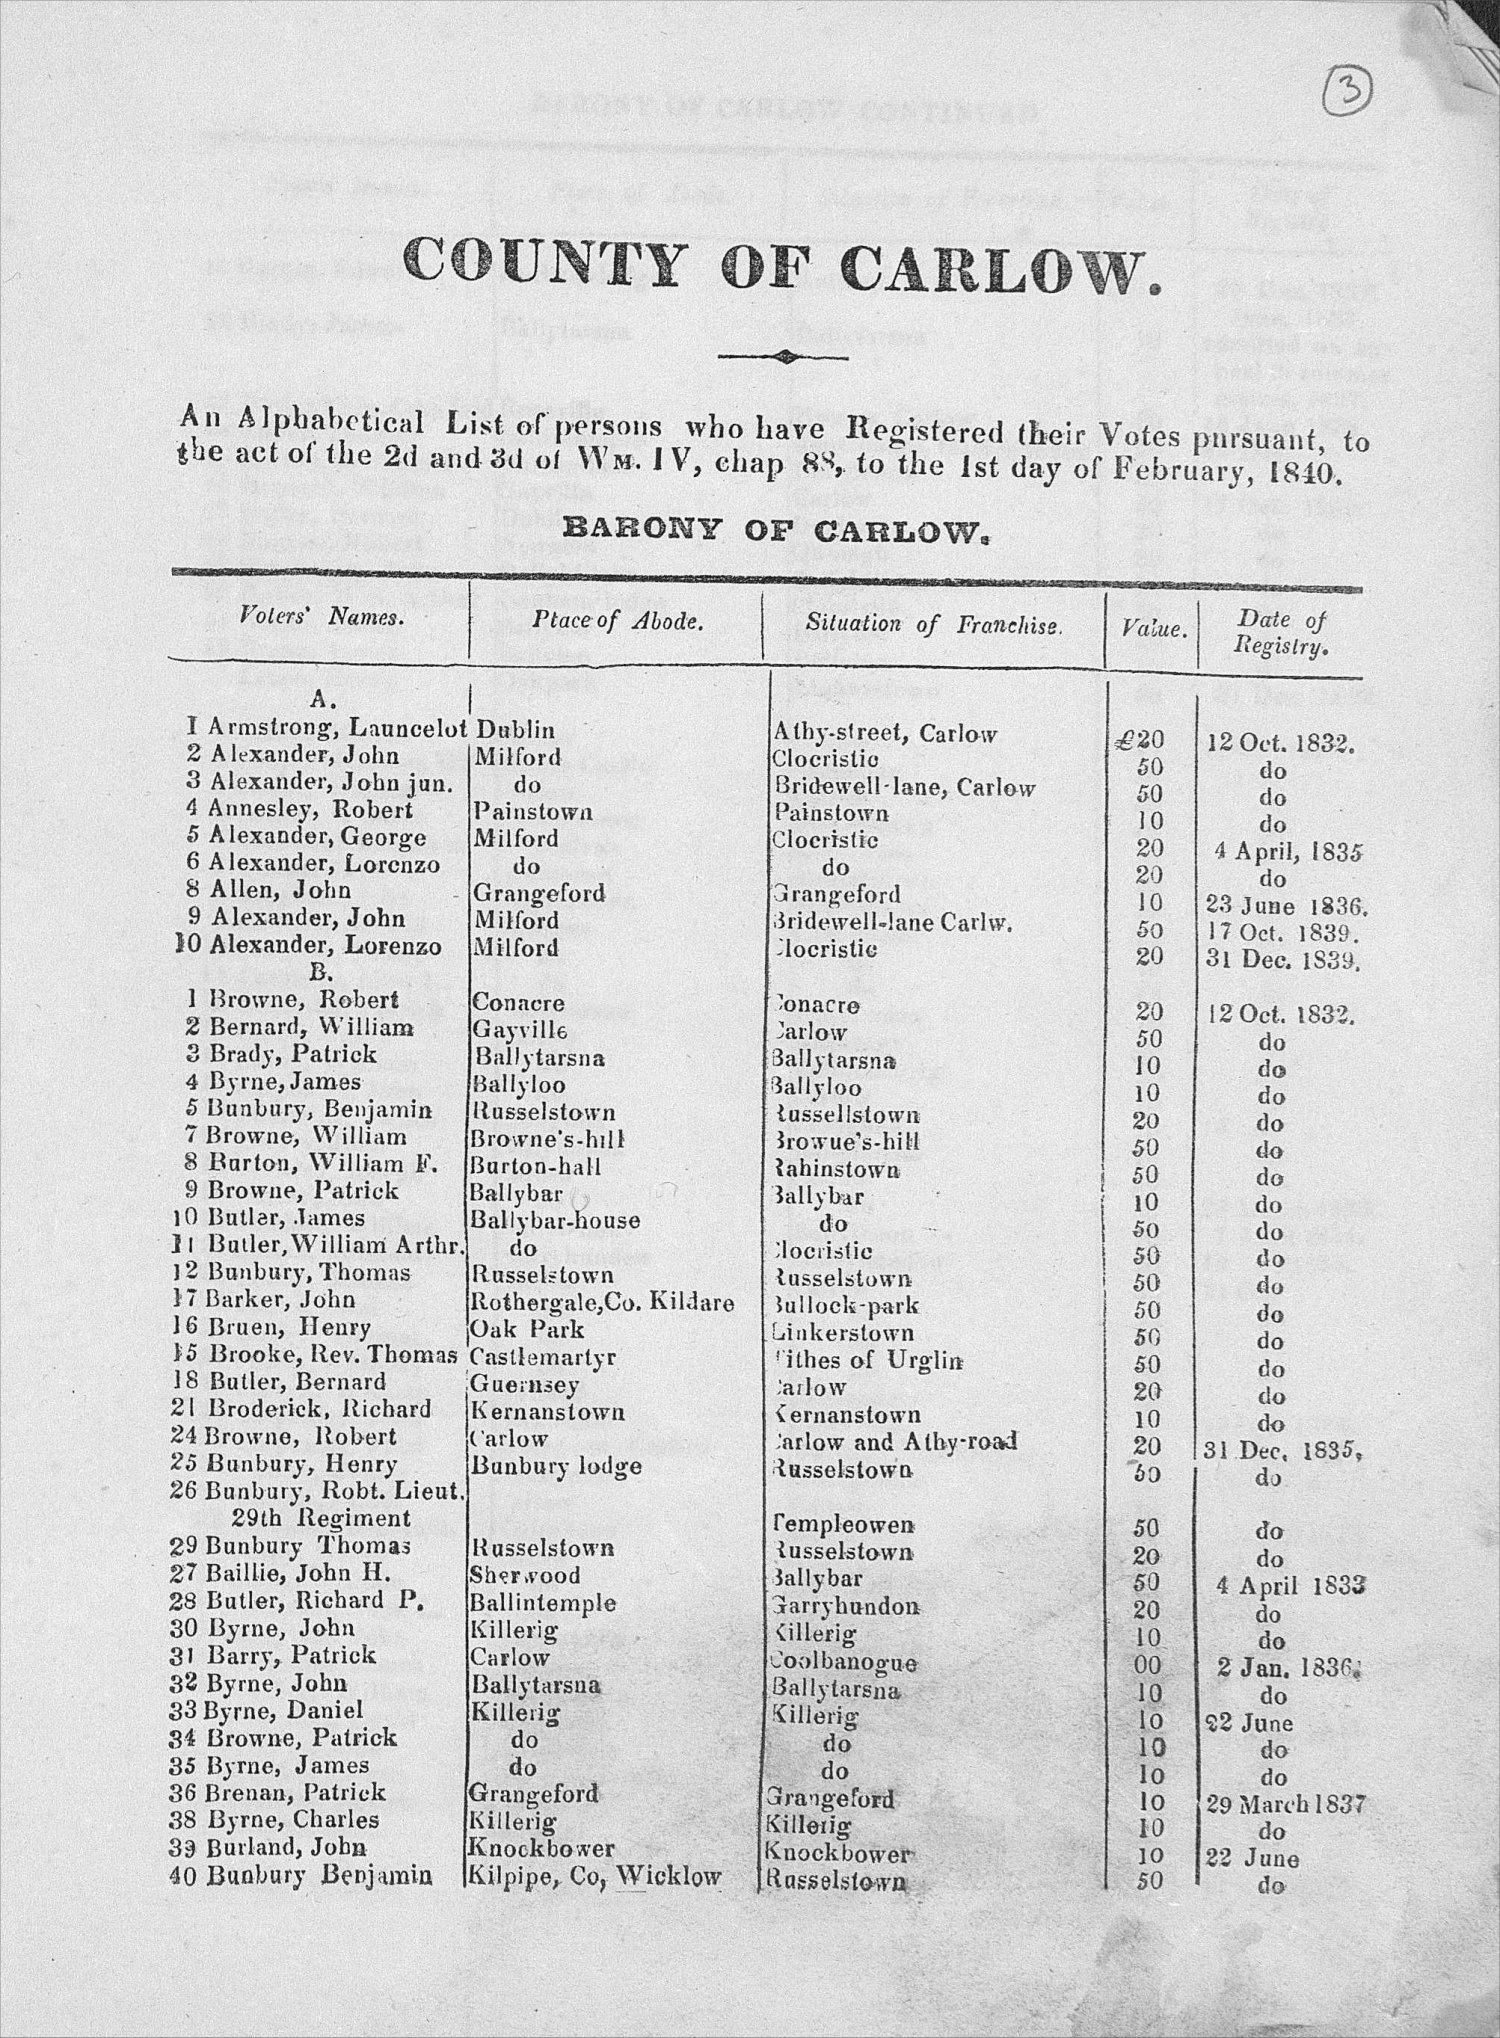 3
COUNTY OF CARLOW.
An Alphabetical List of persons who have Registered their Votes pursuant, to
the act of the 2d and 3d of WM. IV, chap 88, to the 1st day of February, 1840.
BARONY OF CARLOW.
Voters' Names. Place of Abode. Situation of Franchise. Value. Date of Registry.
A.
1 Armstrong, Launcelot Dublin Athy-street, Carlow £20 12 Oct. 1832.
2 Alexander, John Milford Clocristic 50 do
3 Alexander, John jun. do Bridewell-lane, Carlow 50 do
4 Annesley, Robert Painstown Painstown 10 do
5 Alexander, George Milford Clocristic 20 4 April, 1835
6 Alexander, Lorenzo do do 20 do
8 Allen, John Grangeford Grangeford 10 23 June 1836.
9 Alexander, John Milford Bridewell-lane Carlw. 50 17 Oct. 1839.
10 Alexander, Lorenzo Milford Clocristic 20 31 Dec. 1839.
B.
1 Browne, Robert Conacre Conacre 20 12 Oct. 1832.
2 Bernard, William Gayville Carlow 50 do
3 Brady, Patrick Ballytarsna Ballytarsna 10 do
4 Byrne, James Ballyloo Ballyloo 10 do
5 Bunbury, Benjamin Russelstown Russellstown 20 do
7 Browne, William Browne's-hill Browue's-hill 50 do
8 Burton, William F. Burton-hall Rahinstown 50 do
9 Browne, Patrick Ballybar Ballybar 10 do
10 Butler, James Ballybar-house do 50 do
11 Butler, William Arthr. do Clocristic 50 do
12 Bunbury, Thomas Russelstown Russelstown 50 do
17 Barker, John Rothergale, Co. Kildare Bullock-park 50 do
16 Bruen, Henry Oak Park Linkerstown 50 do
15 Brooke, Rev. Thomas Castlemartyr Tithes of Urglin 50 do
18 Butler, Bernard Guernsey Carlow 20 do
21 Broderick, Richard Kernanstown Kernanstown 10 do
24 Browne, Robert Carlow Carlow and Athy-road 20 31 Dec, 1835,
25 Bunbury, Henry Bunbury lodge Russelstown 50 do
26 Bunbury, Robt. Lieut.
29th Regiment Templeowen 50 do
29 Bunbury Thomas Russelstown Russelstown 20 do
27 Baillie, John H. Sherwood Ballybar 50 4 April 1833
28 Butler, Richard P. Ballintemple Garryhundon 20 do
30 Byrne, John Killerig Killerig 10 do
31 Barry, Patrick Carlow Coolbanogue 00 2 Jan. 1836.
32 Byrne, John Ballytarsna Ballytarsna 10 do
33 Byrne, Daniel Killerig Killerig 10 22 June
34 Browne, Patrick do do 10 do
35 Byrne, James do do 10 do
36 Brenan, Patrick Grangeford Grangeford 10 29 March 1837
38 Byrne, Charles Killerig Killerig 10 do
39 Burland, John Knockbower Knockbower 10 22 June
40 Bunbury Benjamin Kilpipe, Co, Wicklow Russelstown 50 do